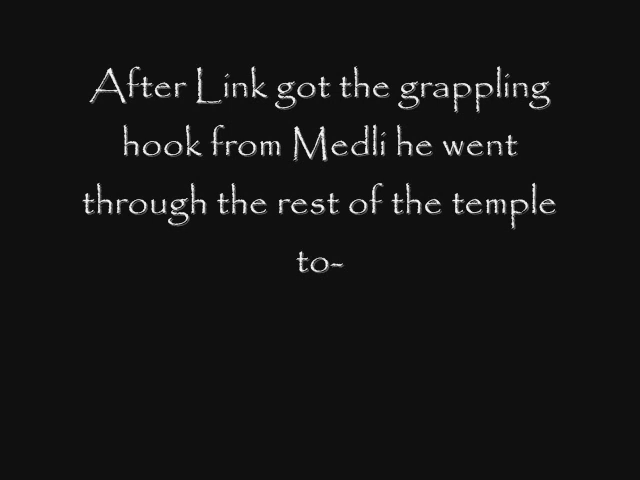 After Link got the grappling
hook from Medli he went
through the rest of the temple
to-